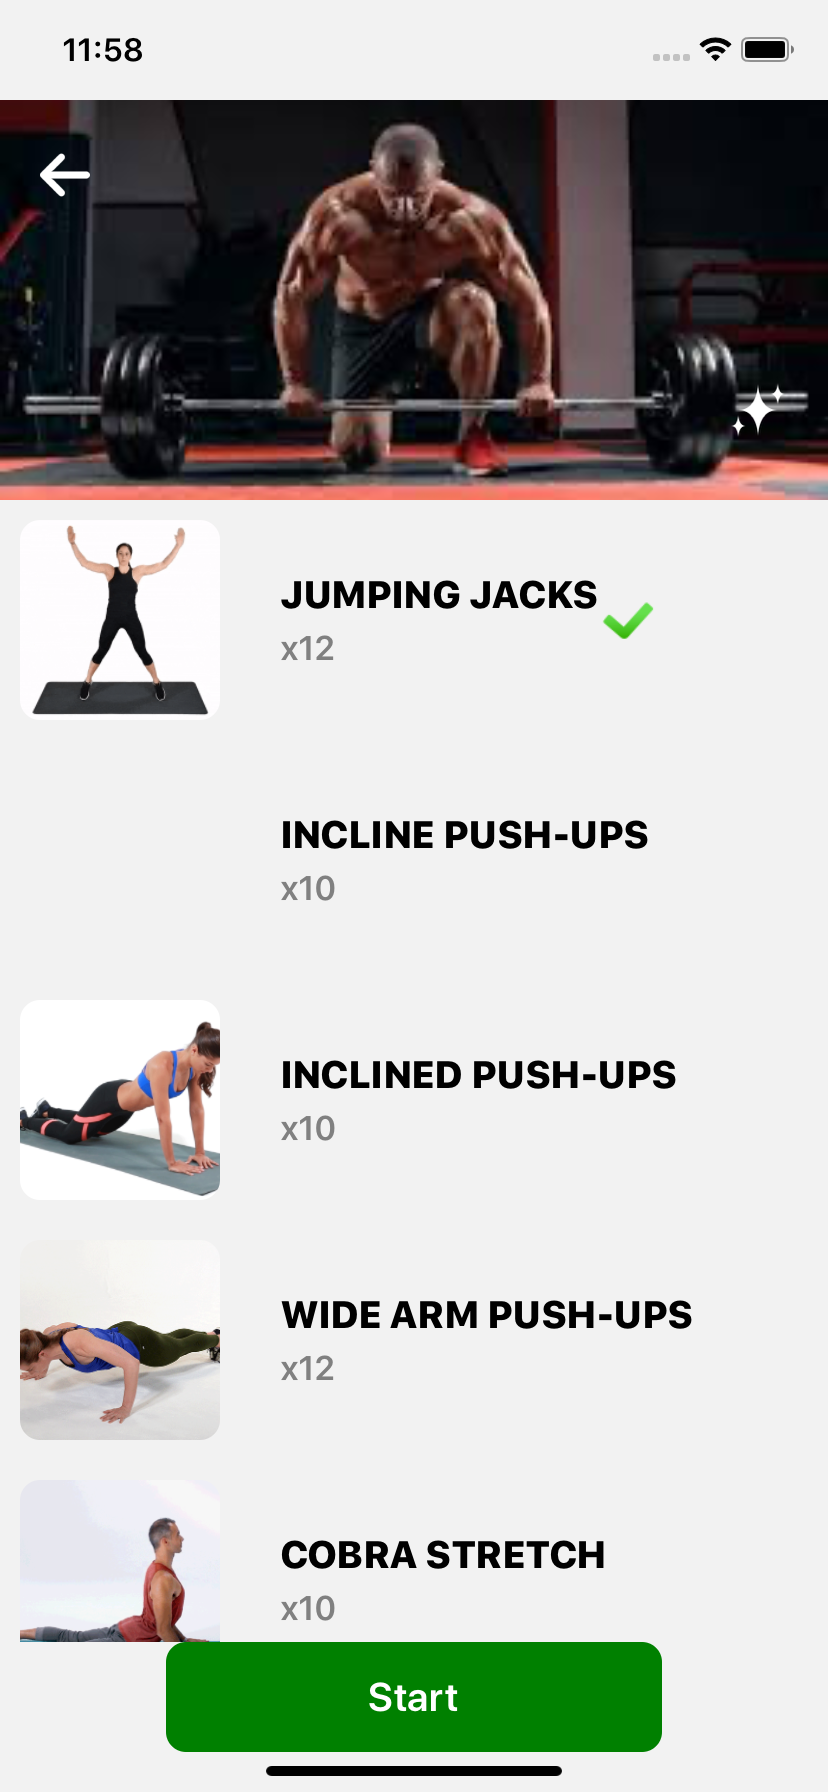 11:58
JUMPING JACKS
x12
INCLINE PUSH-UPS
x10
INCLINED PUSH-UPS
x10
WIDE ARM PUSH-UPS
x12
COBRA STRETCH
x10
Start